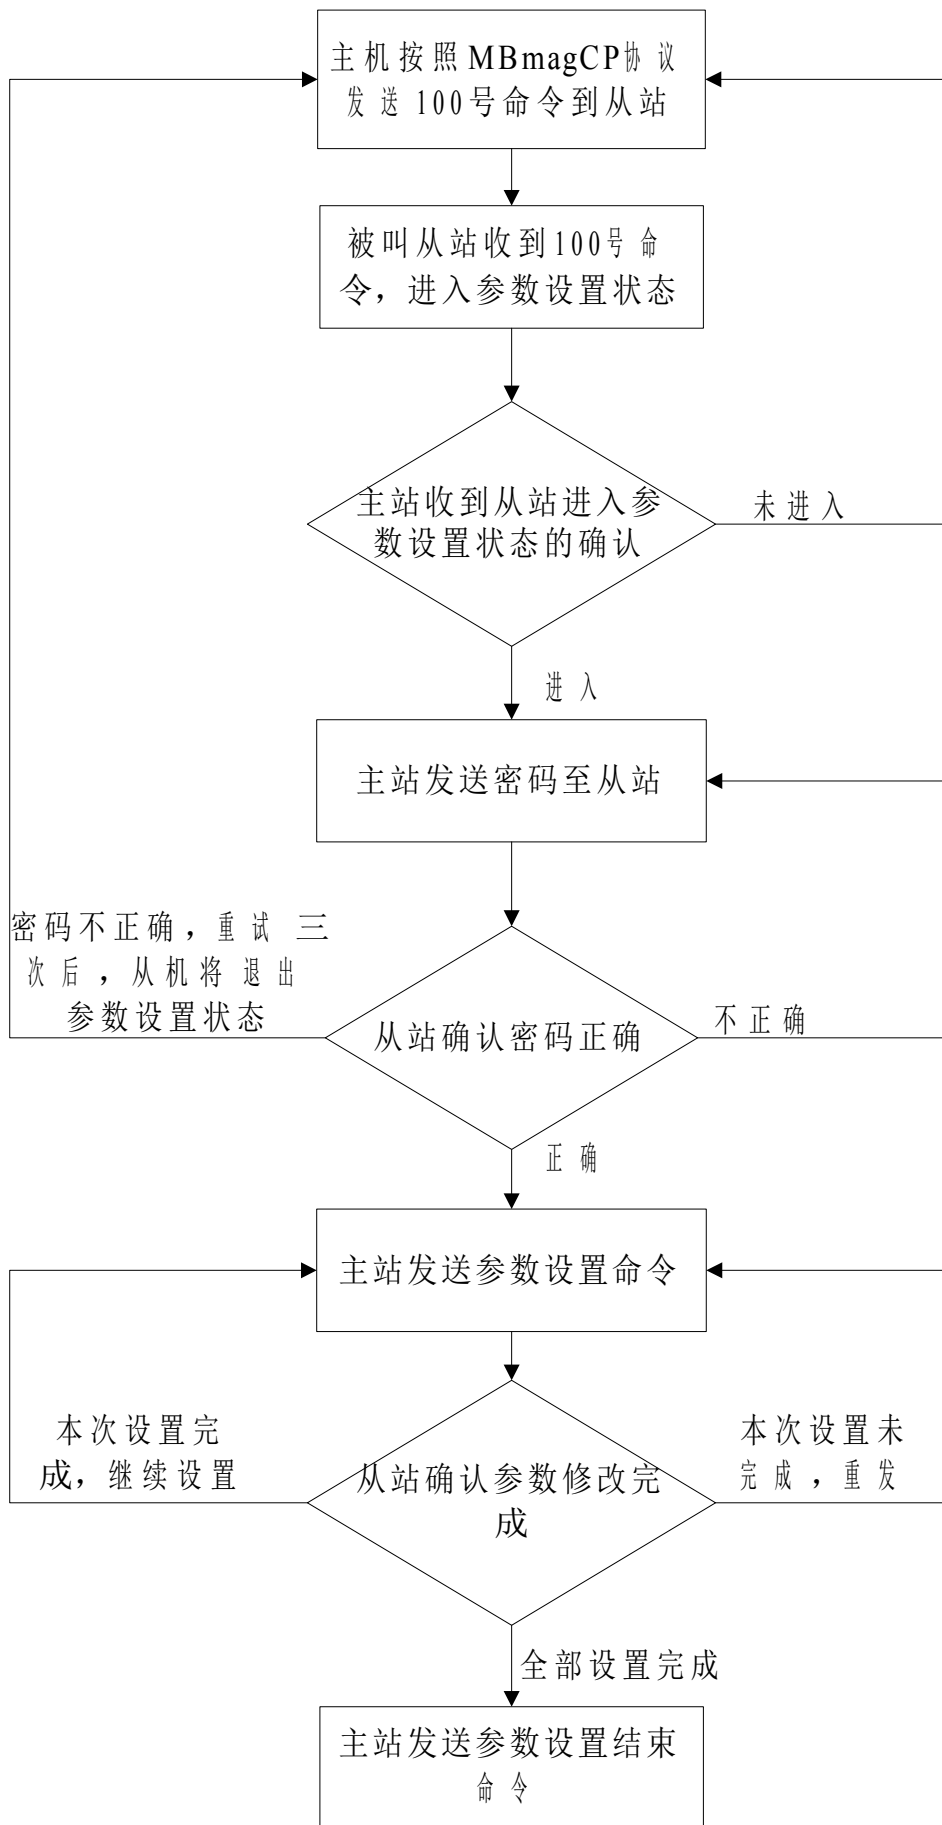 主机按照MBmagCP协议
发送100号命令到从站
被叫从站收到100号命
令，进入参数设置状态
主站收到从站进入参
数设置状态的确认
未进入
进入
主站发送密码至从站
密码不正确，重试三
次后，从机将退出
参数设置状态
从站确认密码正确
不正确
正确
主站发送参数设置命令
本次设置完
成，继续设置
从站确认参数修改完
成
本次设置未
完成，重发
全部设置完成
主站发送参数设置结束
命令